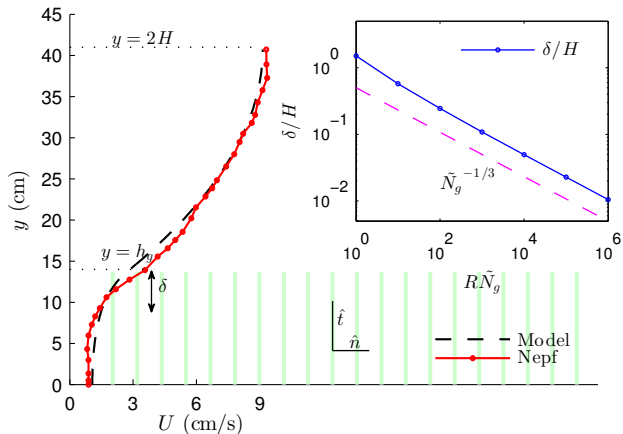 45
40
35
30
25
20
15
10
5
0
y (cm)
0 3 6 9
U (cm/s)
y = 2H
y = h_g
δ
t̂
n̂
Model
Nepf
10^0
10^-1
10^-2
δ/H
10^0 10^2 10^4 10^6
RÑ_g
δ/H
Ñ_g^{-1/3}